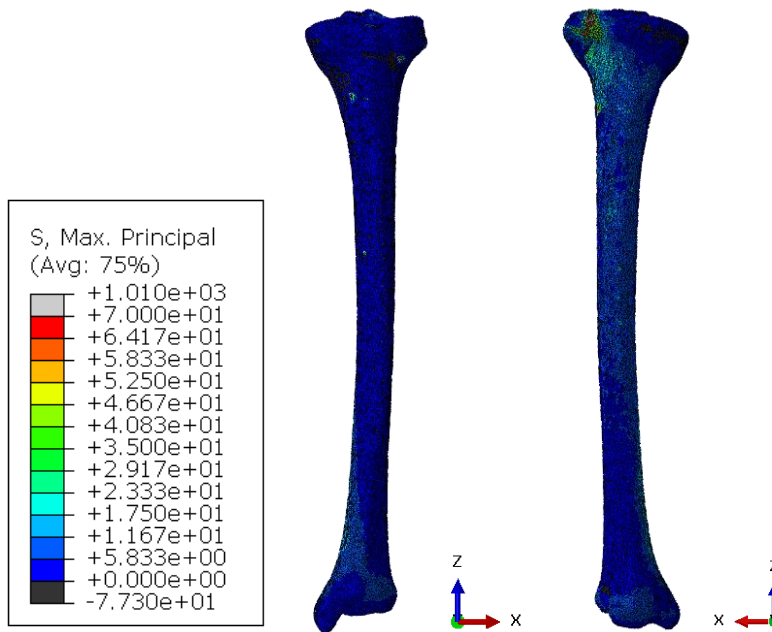 S, Max. Principal
(Avg: 75%)
+1.010e+03
+7.000e+01
+6.417e+01
+5.833e+01
+5.250e+01
+4.667e+01
+4.083e+01
+3.500e+01
+2.917e+01
+2.333e+01
+1.750e+01
+1.167e+01
+5.833e+00
+0.000e+00
-7.730e+01
Z
X
Z
X